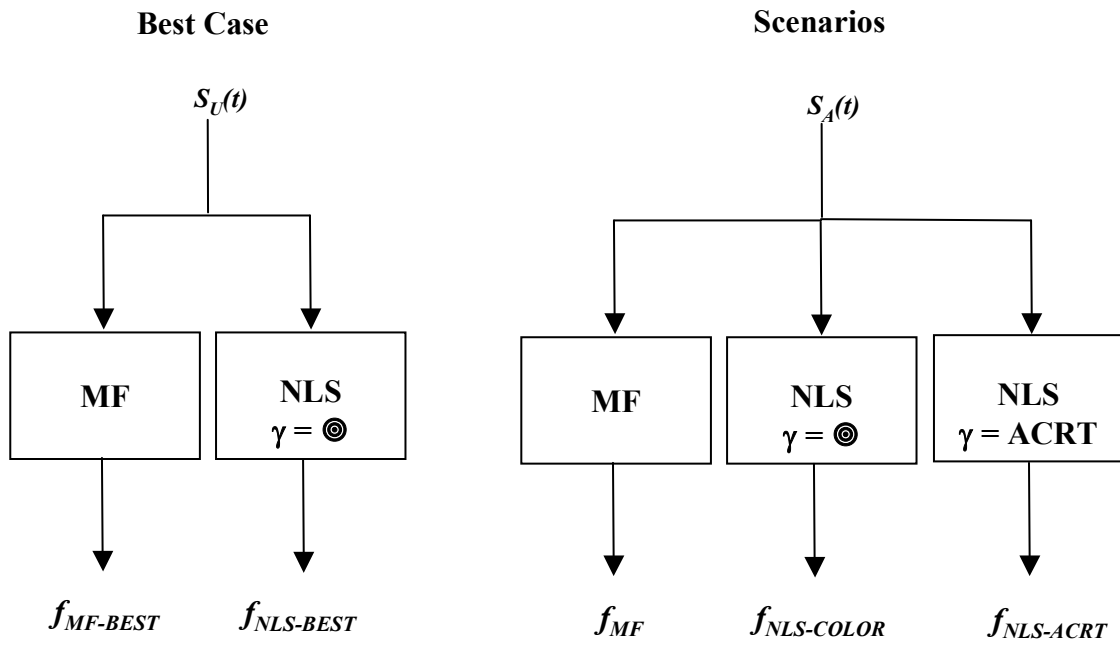 Best Case
Scenarios
S_U(t)
S_A(t)
MF
NLS
γ = ⌾
MF
NLS
γ = ⌾
NLS
γ = ACRT
f_MF-BEST
f_NLS-BEST
f_MF
f_NLS-COLOR
f_NLS-ACRT